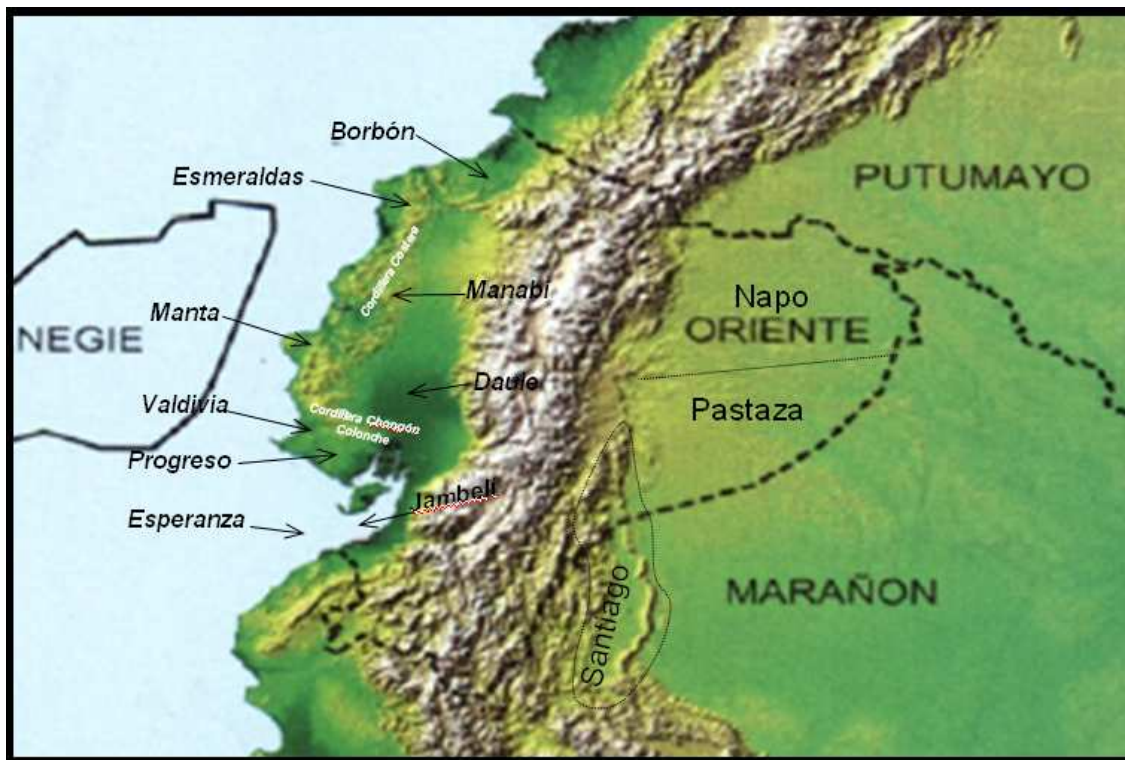 Borbón
Esmeraldas
PUTUMAYO
Cordillera Costera
Manabí
Napo
ORIENTE
Manta
NEGIE
Daule
Pastaza
Valdivia
Cordillera Chongón
Colonche
Progreso
Jambelí
Esperanza
MARAÑON
Santiago